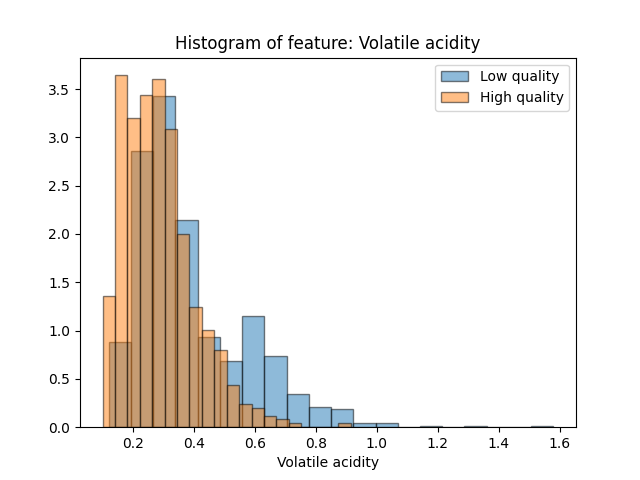 Histogram of feature: Volatile acidity
Low quality
High quality
3.5
3.0
2.5
2.0
1.5
1.0
0.5
0.0
0.2 0.4 0.6 0.8 1.0 1.2 1.4 1.6
Volatile acidity